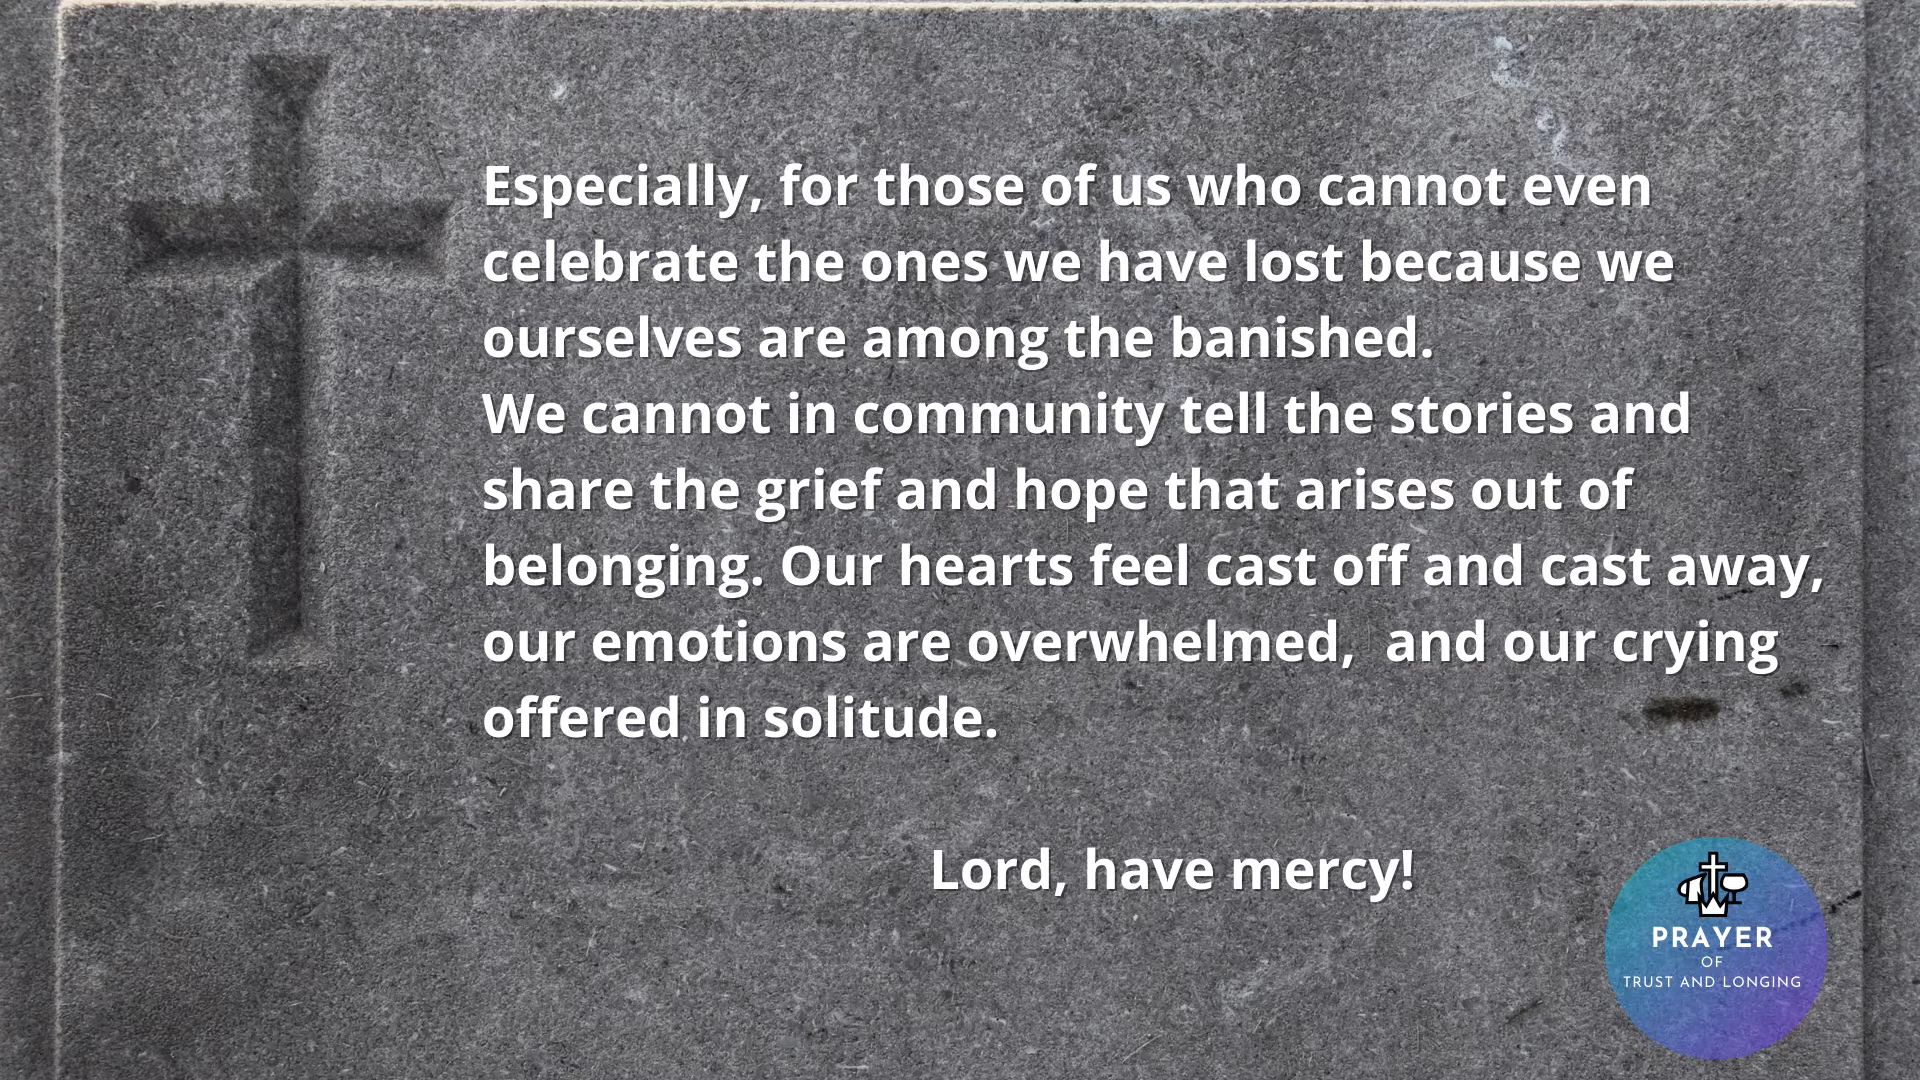 Especially, for those of us who cannot even
celebrate the ones we have lost because we
ourselves are among the banished.
We cannot in community tell the stories and
share the grief and hope that arises out of
belonging. Our hearts feel cast off and cast away,
our emotions are overwhelmed,  and our crying
offered in solitude.
Lord, have mercy!
PRAYER
OF
TRUST AND LONGING